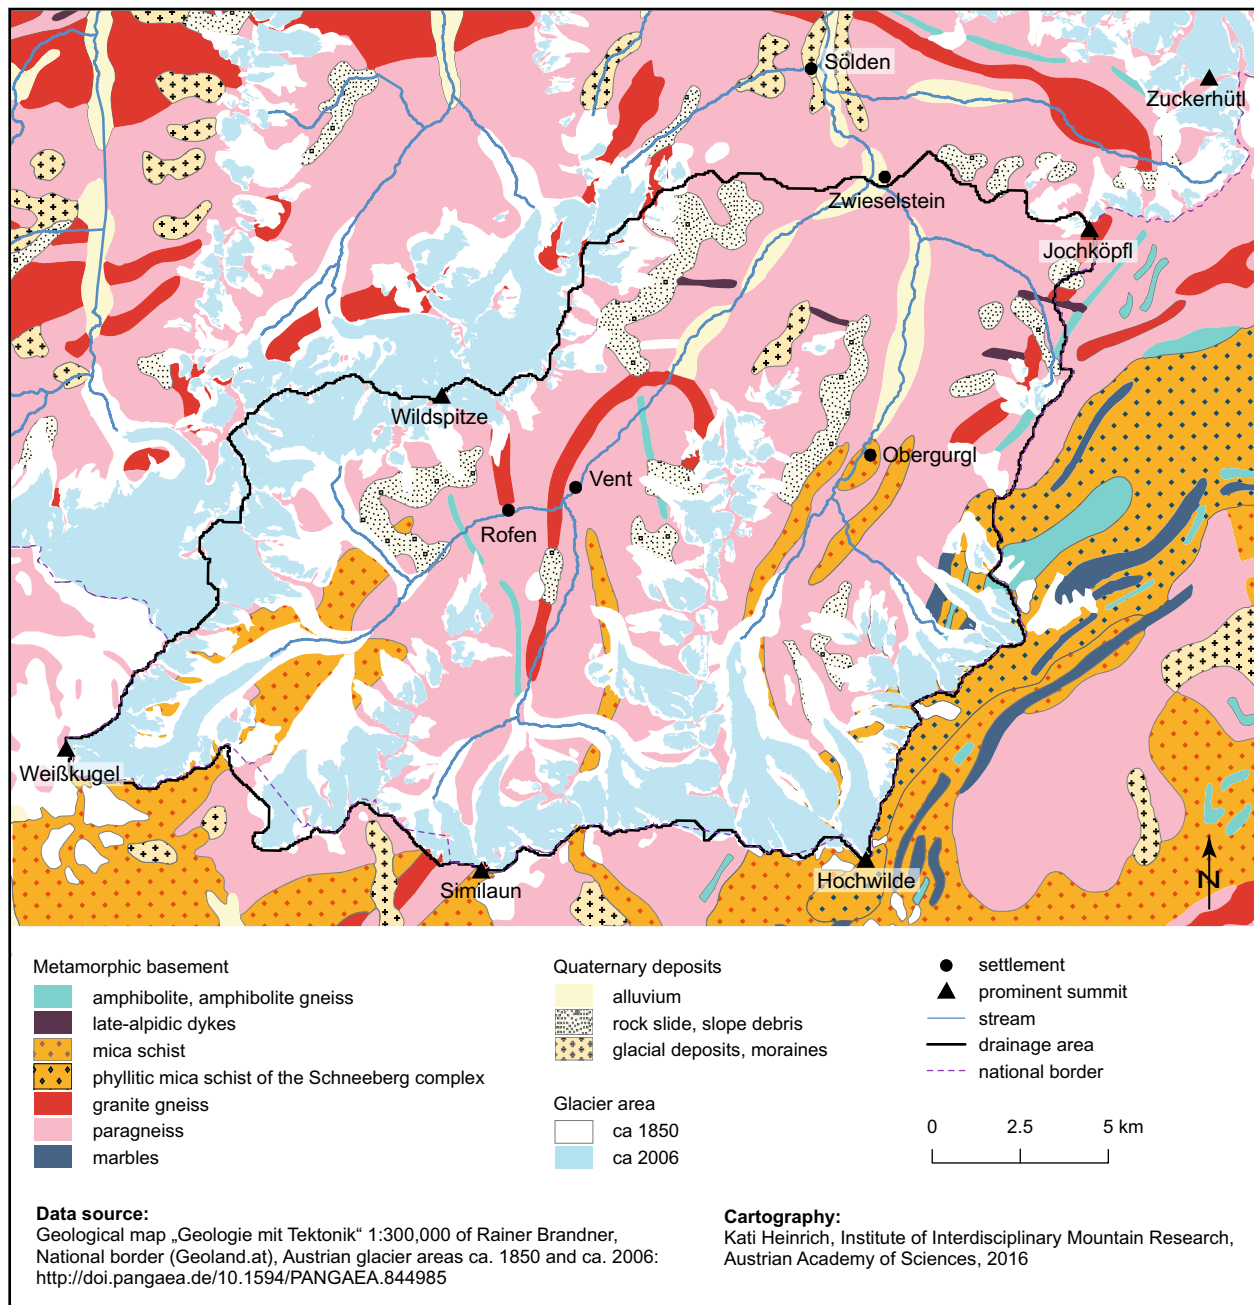 Sölden
Zuckerhütl
Zwieselstein
Jochköpfl
Wildspitze
Obergurgl
Vent
Rofen
Weißkugel
Similaun
Hochwilde
N
Metamorphic basement
amphibolite, amphibolite gneiss
late-alpidic dykes
mica schist
phyllitic mica schist of the Schneeberg complex
granite gneiss
paragneiss
marbles
Quaternary deposits
alluvium
rock slide, slope debris
glacial deposits, moraines
Glacier area
ca 1850
ca 2006
settlement
prominent summit
stream
drainage area
national border
0 2.5 5 km
Data source:
Geological map „Geologie mit Tektonik“ 1:300,000 of Rainer Brandner,
National border (Geoland.at), Austrian glacier areas ca. 1850 and ca. 2006:
http://doi.pangaea.de/10.1594/PANGAEA.844985
Cartography:
Kati Heinrich, Institute of Interdisciplinary Mountain Research,
Austrian Academy of Sciences, 2016